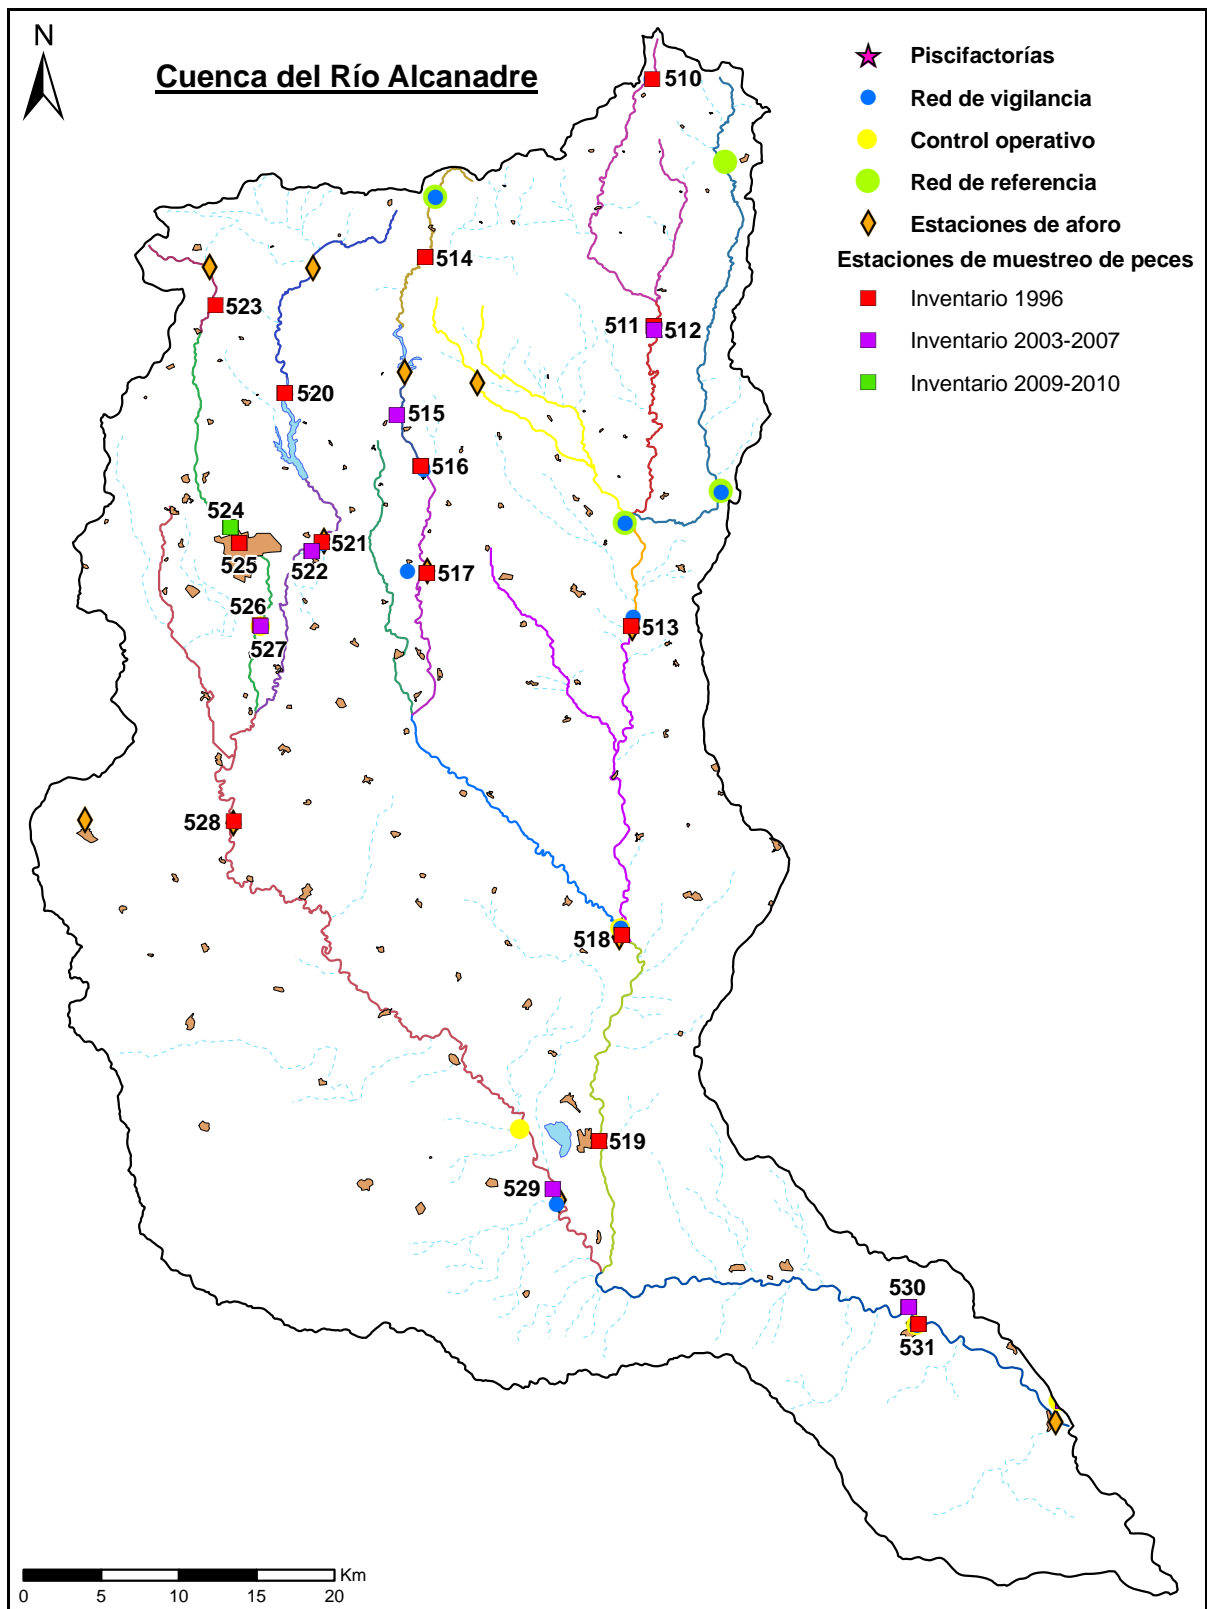 N
Cuenca del Río Alcanadre
Piscifactorías
Red de vigilancia
Control operativo
Red de referencia
Estaciones de aforo
Estaciones de muestreo de peces
Inventario 1996
Inventario 2003-2007
Inventario 2009-2010
510
514
523
511
512
520
515
516
524
525
521
522
517
526
527
513
528
518
519
529
530
531
Km
0 5 10 15 20